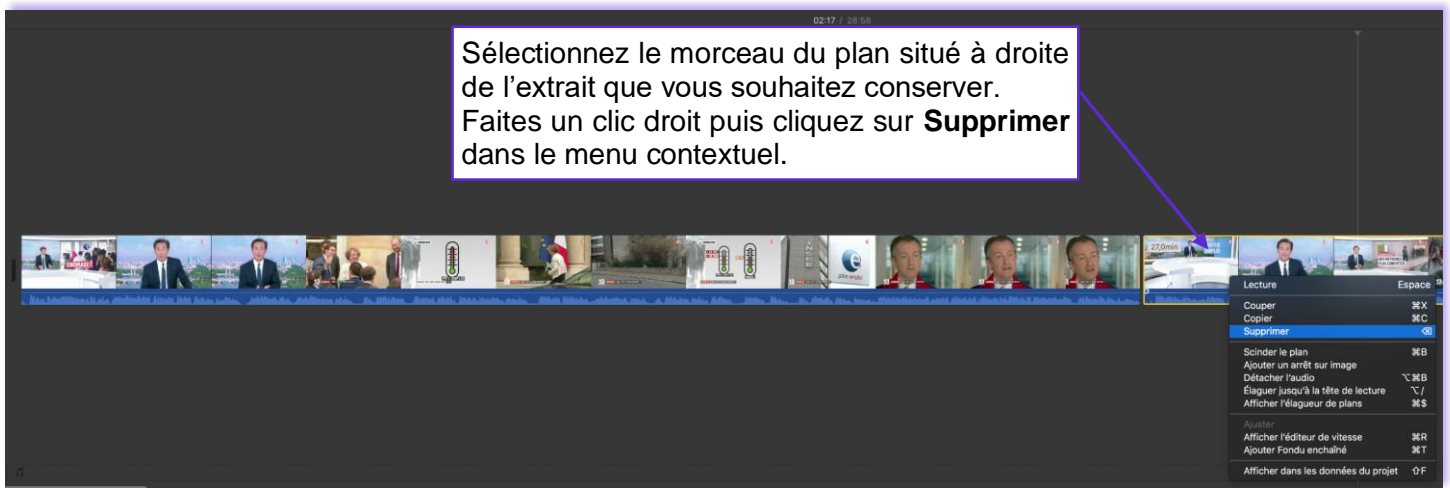 02:17 / 28:58
Sélectionnez le morceau du plan situé à droite
de l’extrait que vous souhaitez conserver.
Faites un clic droit puis cliquez sur Supprimer
dans le menu contextuel.
27,0min
CHÔMAGE
pôle emploi
Lecture Espace
Couper ⌘X
Copier ⌘C
Supprimer ⌫
Scinder le plan ⌘B
Ajouter un arrêt sur image
Détacher l’audio ⌥⌘B
Élaguer jusqu’à la tête de lecture ⌥/
Afficher l’élagueur de plans ⌘$
Ajuster
Afficher l’éditeur de vitesse ⌘R
Ajouter Fondu enchaîné ⌘T
Afficher dans les données du projet ⇧F